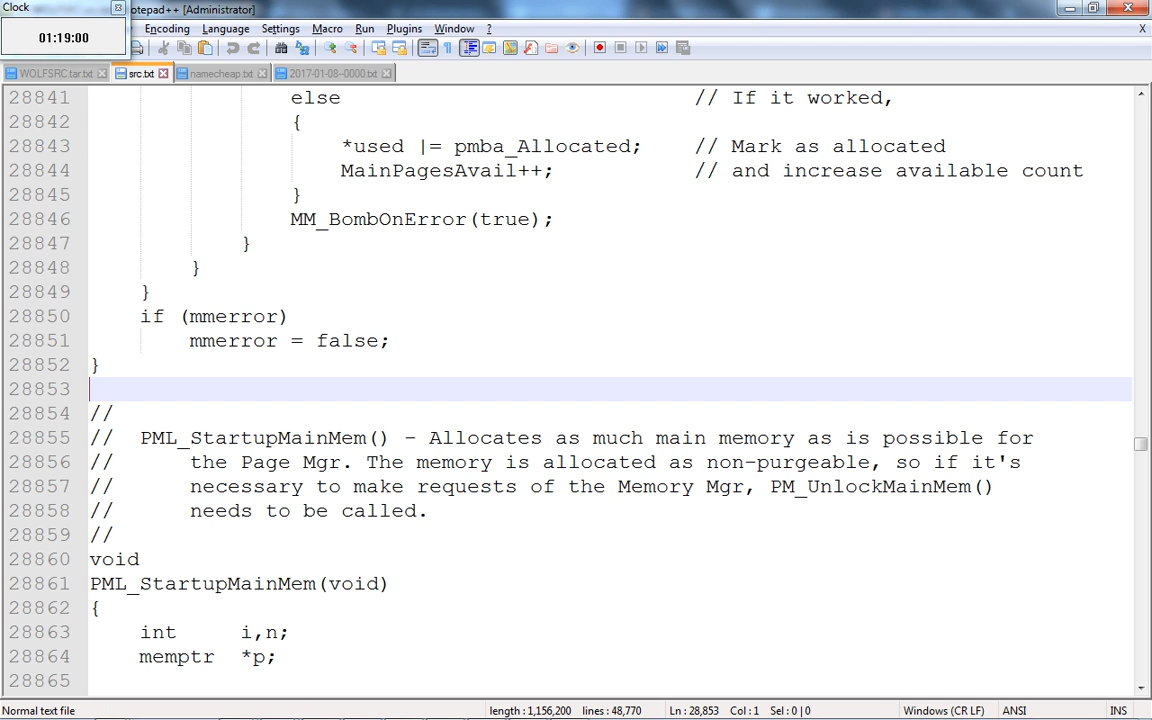 Clock
otepad++ [Administrator]
01:19:00
Encoding Language Settings Macro Run Plugins Window ? X
WOLFSRC.tar.txt src.txt namecheap.txt 2017-01-08--0000.txt
28841 else // If it worked,
28842 {
28843 *used |= pmba_Allocated; // Mark as allocated
28844 MainPagesAvail++; // and increase available count
28845 }
28846 MM_BombOnError(true);
28847 }
28848 }
28849 }
28850 if (mmerror)
28851 mmerror = false;
28852 }
28853
28854 //
28855 // PML_StartupMainMem() - Allocates as much main memory as is possible for
28856 // the Page Mgr. The memory is allocated as non-purgeable, so if it's
28857 // necessary to make requests of the Memory Mgr, PM_UnlockMainMem()
28858 // needs to be called.
28859 //
28860 void
28861 PML_StartupMainMem(void)
28862 {
28863 int i,n;
28864 memptr *p;
28865
Normal text file length : 1,156,200 lines : 48,770 Ln : 28,853 Col : 1 Sel : 0 | 0 Windows (CR LF) ANSI INS